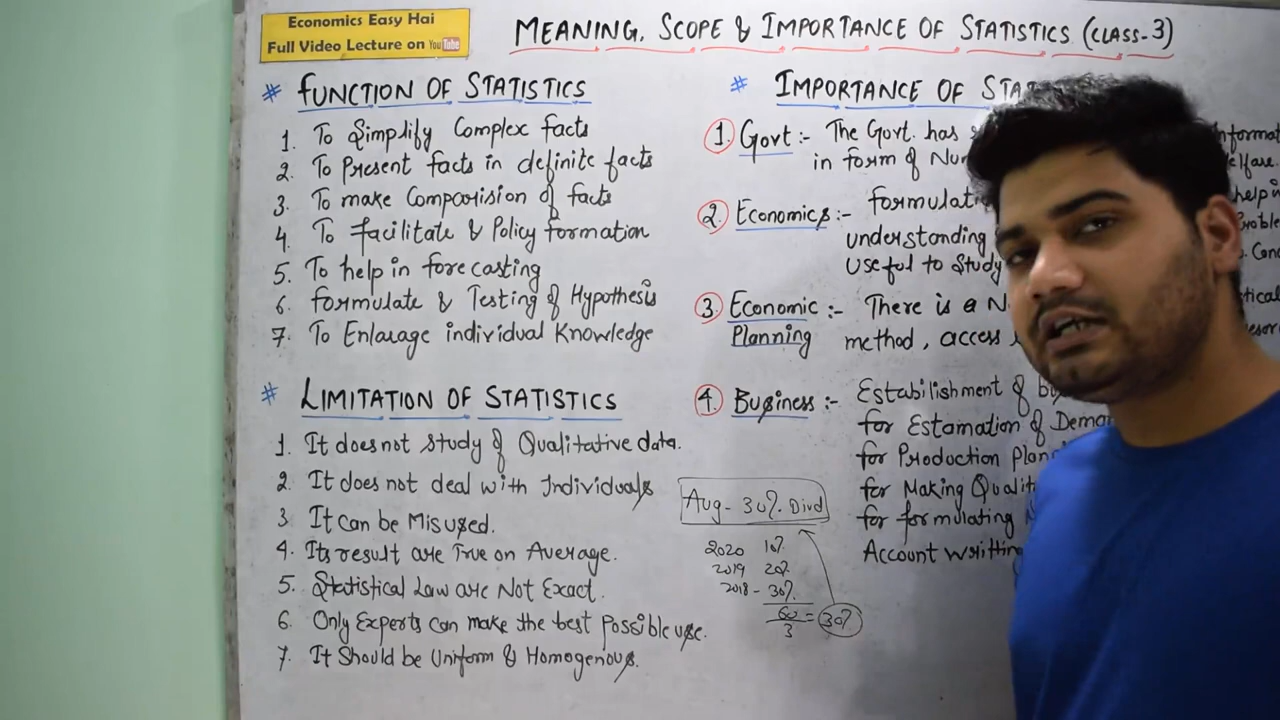 Economics Easy Hai
Full Video Lecture on YouTube
MEANING, SCOPE & IMPORTANCE OF STATISTICS (CLASS-3)
# FUNCTION OF STATISTICS
1. To Simplify Complex facts
2. To Present facts in definite facts
3. To make Comparision of facts
4. To facilitate & Policy formation
5. To help in forecasting
6. formulate & Testing of Hypothesis
7. To Enlarage individual Knowledge
# LIMITATION OF STATISTICS
1. It does not study of Qualitative data.
2. It does not deal with Individuals
3. It can be Misused.
4. Its result are True on Average.
5. Statistical Law are Not Exact.
6. Only Experts can make the best Possible use.
7. It Should be Uniform & Homogenous.
# IMPORTANCE OF
1. Govt :- The Govt. has
in form of
2. Economics :-
understanding
Useful to Study
3. Economic :- There is a
Planning method, access
4. Business :- Estabilishment of
for Estamation of
for Production
for Making
for formulating
Account Writting
Aug - 30% Divd
2020 10%
2019 20%
2018 - 30%
60 = 30%
3